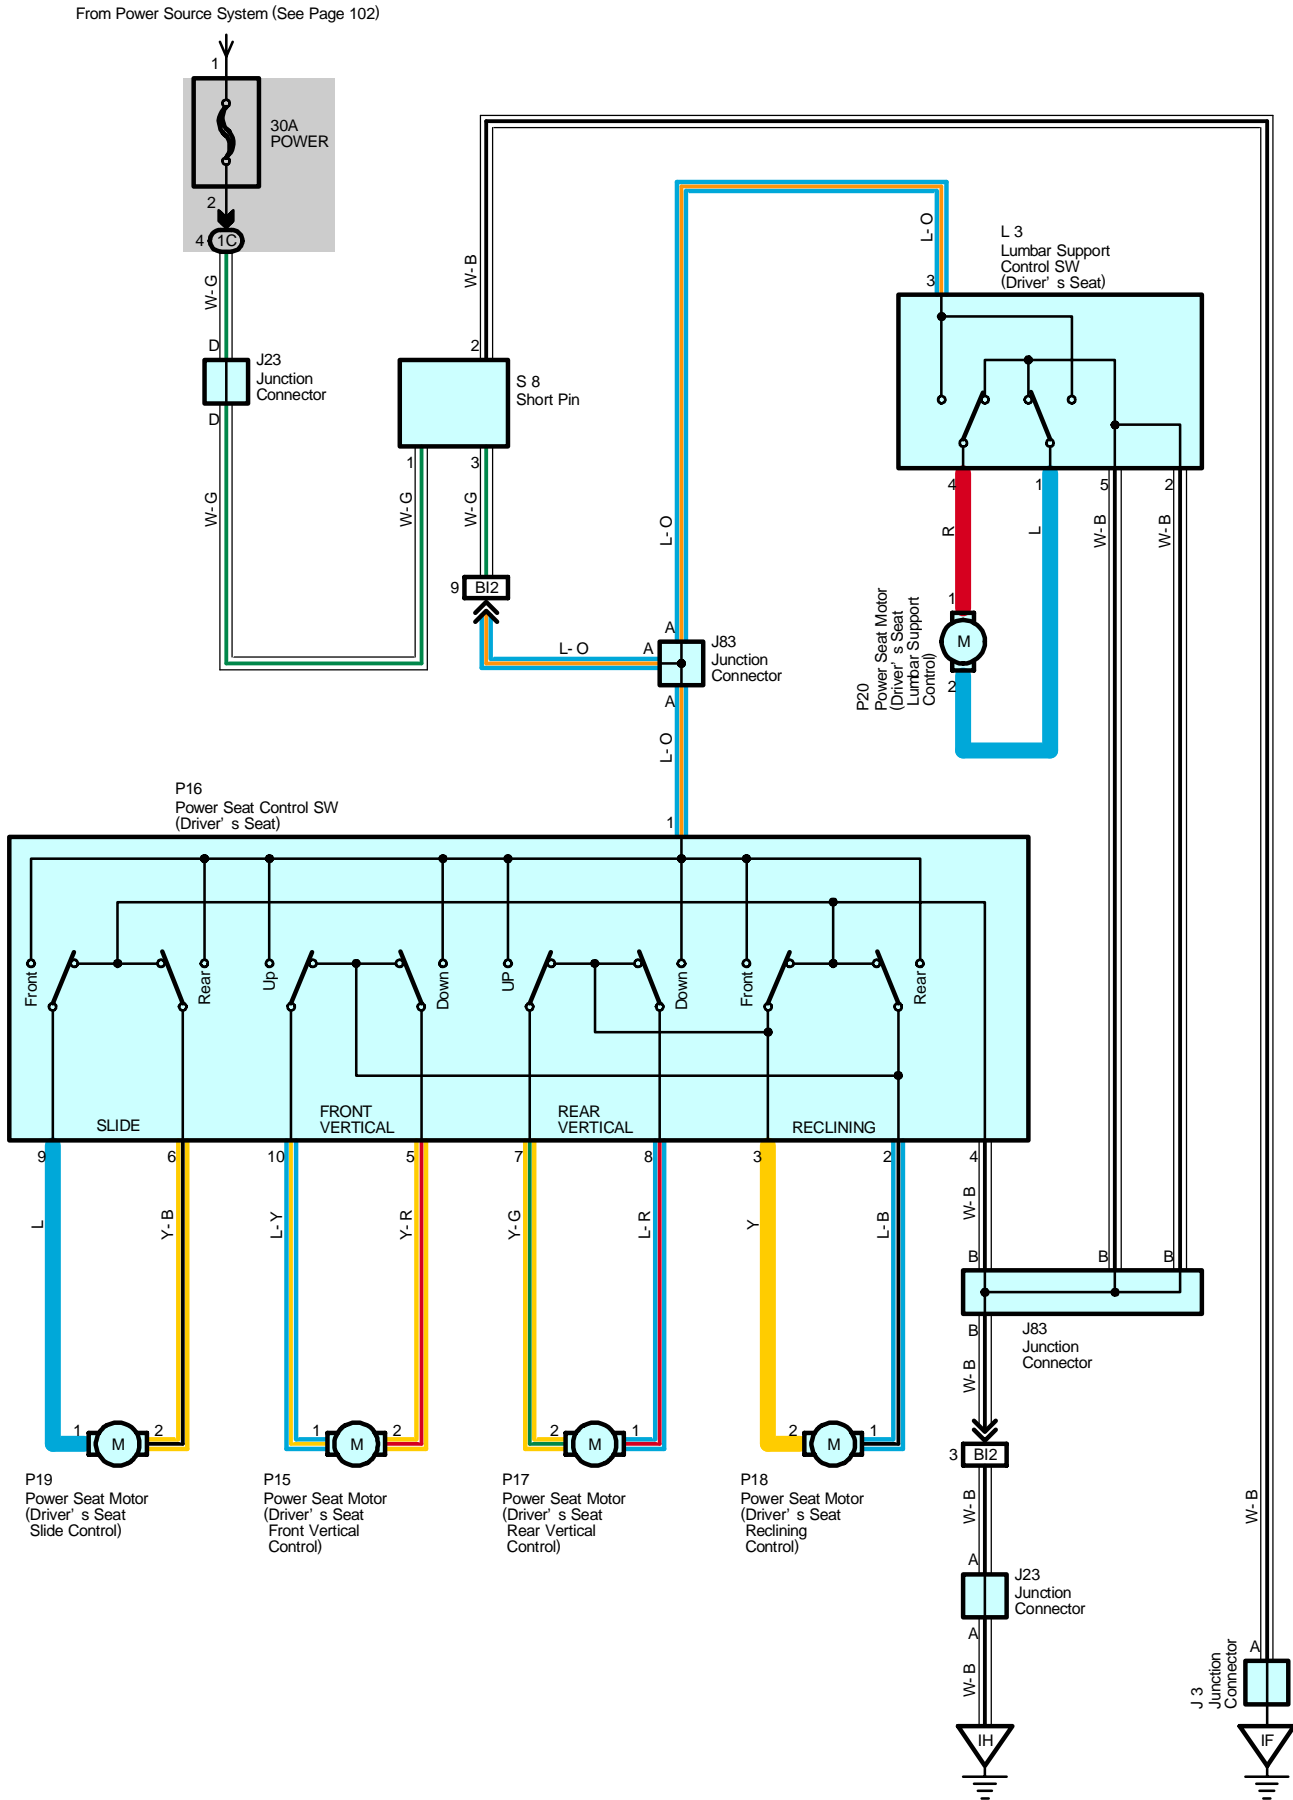 From Power Source System (See Page 102)
1
30A
POWER
2
4
1C
W- G
D
J23
Junction
Connector
D
W- G
W- B
2
S 8
Short Pin
1
3
W- G
W- G
9
BI2
L- O
A
A
J83
Junction
Connector
A
L- O
L- O
L- O
3
L 3
Lumbar Support
Control SW
(Driver' s Seat)
4
1
5
2
R
L
W- B
W- B
1
M
2
P20
Power Seat Motor
(Driver' s Seat
Lumbar Support
Control)
P16
Power Seat Control SW
(Driver' s Seat)
1
Front
Rear
Up
Down
UP
Down
Front
Rear
SLIDE
FRONT
VERTICAL
REAR
VERTICAL
RECLINING
9
6
10
5
7
8
3
2
4
L
Y- B
L- Y
Y- R
Y- G
L- R
Y
L- B
W- B
B
B
B
J83
Junction
Connector
B
W- B
1
M
2
1
M
2
2
M
1
2
M
1
P19
Power Seat Motor
(Driver' s Seat
Slide Control)
P15
Power Seat Motor
(Driver' s Seat
Front Vertical
Control)
P17
Power Seat Motor
(Driver' s Seat
Rear Vertical
Control)
P18
Power Seat Motor
(Driver' s Seat
Reclining
Control)
3
BI2
W- B
A
J23
Junction
Connector
A
W- B
IH
W- B
A
J 3
Junction
Connector
IF